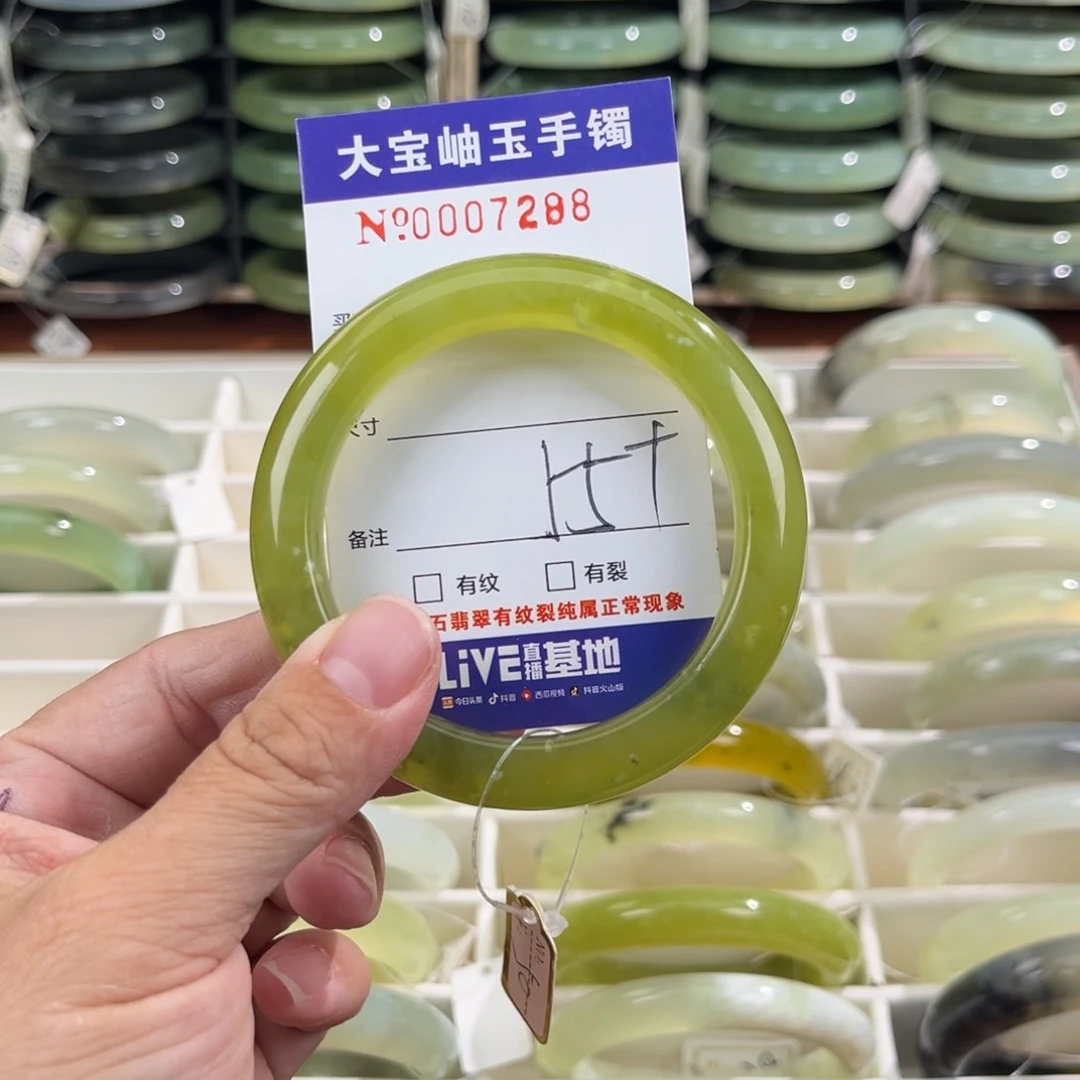 大宝岫玉手镯
№0007288
买
尺寸
备注
□ 有纹 □ 有裂
石翡翠有纹裂纯属正常现象
LiVE直播基地
今日头条 抖音 西瓜视频 抖音火山版